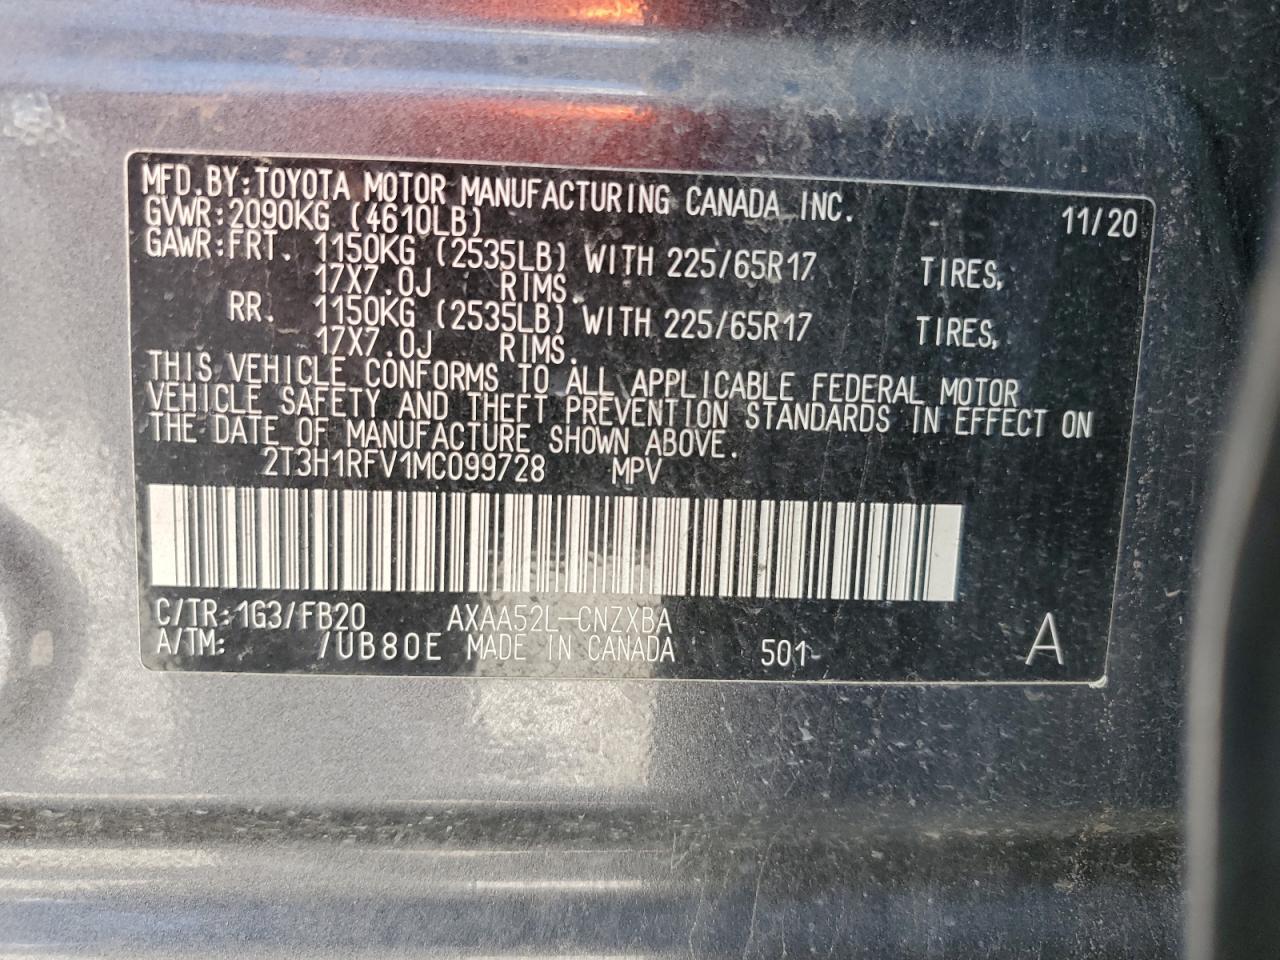 MFD.BY:TOYOTA MOTOR MANUFACTURING CANADA INC. 11/20
GVWR:2090KG (4610LB)
GAWR:FRT. 1150KG (2535LB) WITH 225/65R17 TIRES,
17X7.0J RIMS.
RR. 1150KG (2535LB) WITH 225/65R17 TIRES,
17X7.0J RIMS.
THIS VEHICLE CONFORMS TO ALL APPLICABLE FEDERAL MOTOR
VEHICLE SAFETY AND THEFT PREVENTION STANDARDS IN EFFECT ON
THE DATE OF MANUFACTURE SHOWN ABOVE.
2T3H1RFV1MC099728 MPV
C/TR:1G3/FB20 AXAA52L-CNZXBA
A/TM: /UB80E MADE IN CANADA 501- A